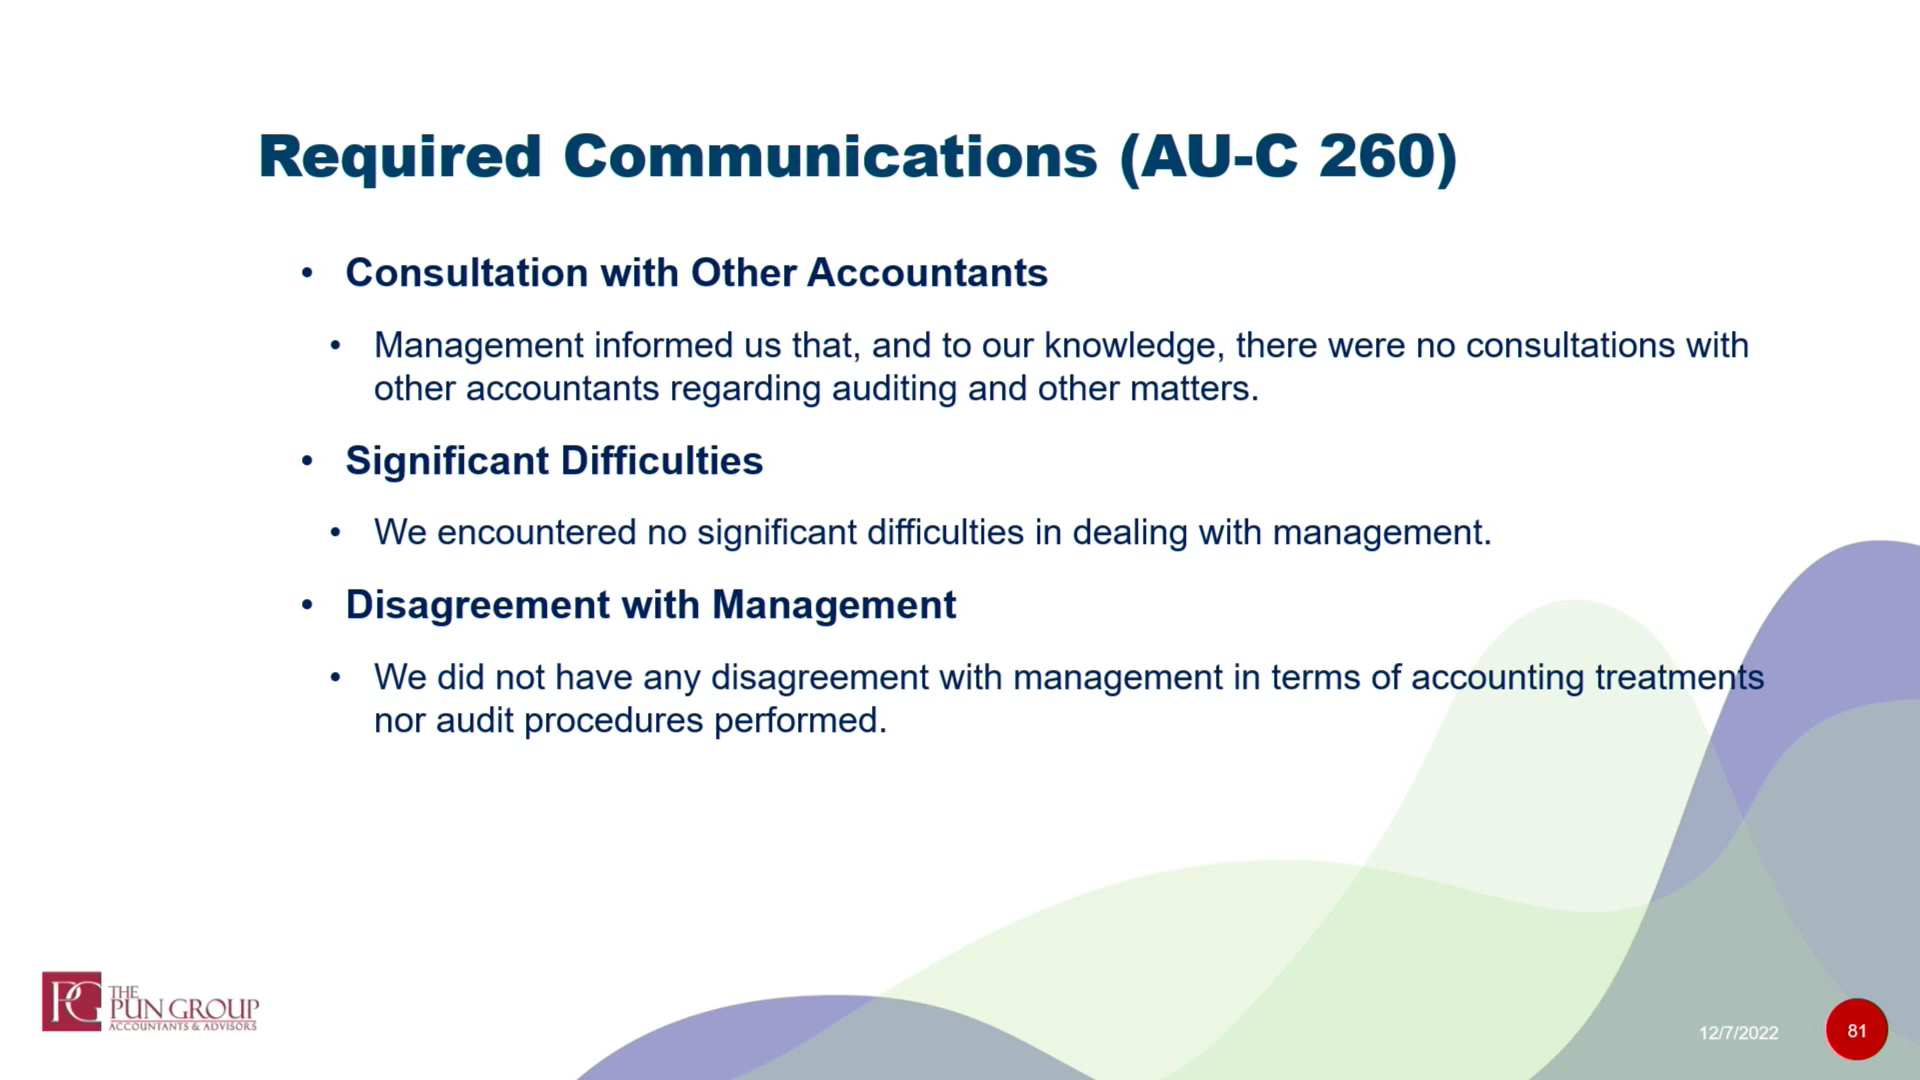 Required Communications (AU-C 260)
• Consultation with Other Accountants
• Management informed us that, and to our knowledge, there were no consultations with
other accountants regarding auditing and other matters.
• Significant Difficulties
• We encountered no significant difficulties in dealing with management.
• Disagreement with Management
• We did not have any disagreement with management in terms of accounting treatments
nor audit procedures performed.
PG
THE
PUN GROUP
ACCOUNTANTS & ADVISORS
12/7/2022
81